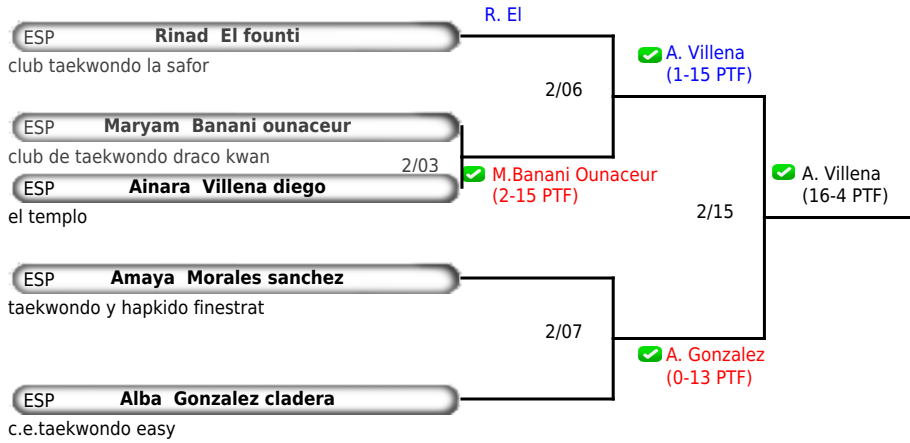 R. El
ESP Rinad El founti
club taekwondo la safor
A. Villena
(1-15 PTF)
2/06
ESP Maryam Banani ounaceur
club de taekwondo draco kwan
2/03
M.Banani Ounaceur
(2-15 PTF)
ESP Ainara Villena diego
el templo
A. Villena
(16-4 PTF)
2/15
ESP Amaya Morales sanchez
taekwondo y hapkido finestrat
2/07
A. Gonzalez
(0-13 PTF)
ESP Alba Gonzalez cladera
c.e.taekwondo easy